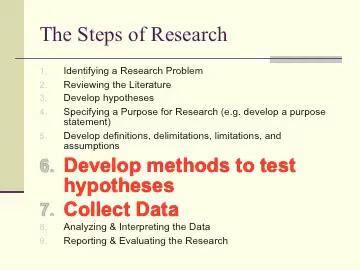 The Steps of Research
1. Identifying a Research Problem
2. Reviewing the Literature
3. Develop hypotheses
4. Specifying a Purpose for Research (e.g. develop a purpose
statement)
5. Develop definitions, delimitations, limitations, and
assumptions
6. Develop methods to test
hypotheses
7. Collect Data
8. Analyzing & Interpreting the Data
9. Reporting & Evaluating the Research